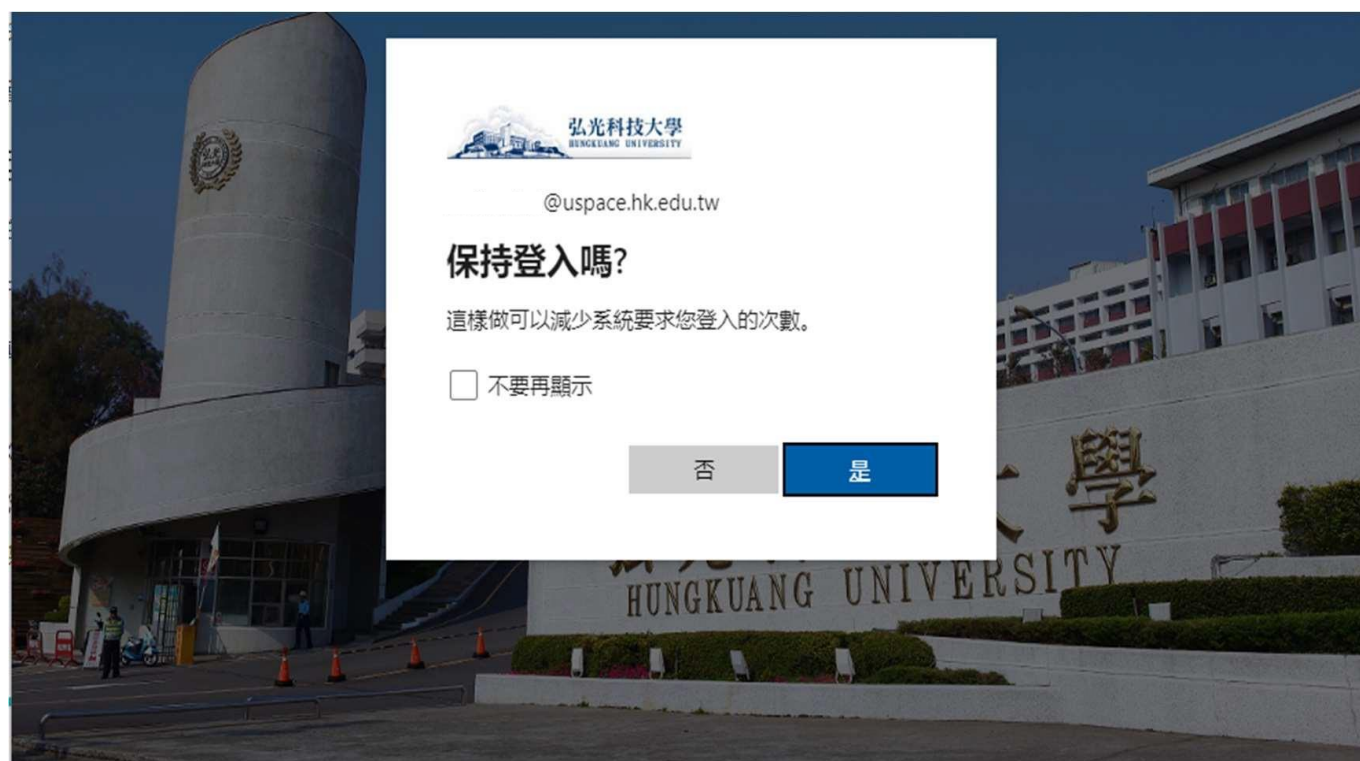 弘光科技大學
HUNGKUANG UNIVERSITY
@uspace.hk.edu.tw
保持登入嗎?
這樣做可以減少系統要求您登入的次數。
不要再顯示
否
是
弘光
學
HUNGKUANG UNIVERSITY